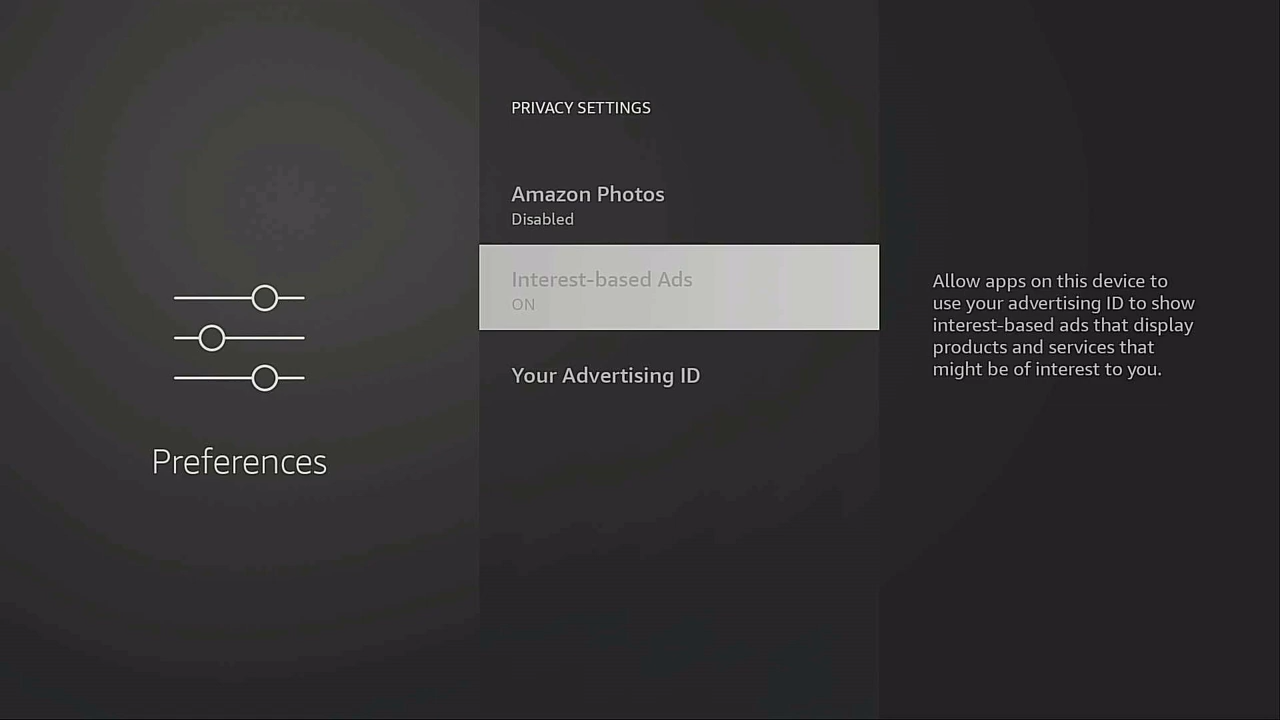 Preferences
PRIVACY SETTINGS
Amazon Photos
Disabled
Interest-based Ads
ON
Your Advertising ID
Allow apps on this device to
use your advertising ID to show
interest-based ads that display
products and services that
might be of interest to you.